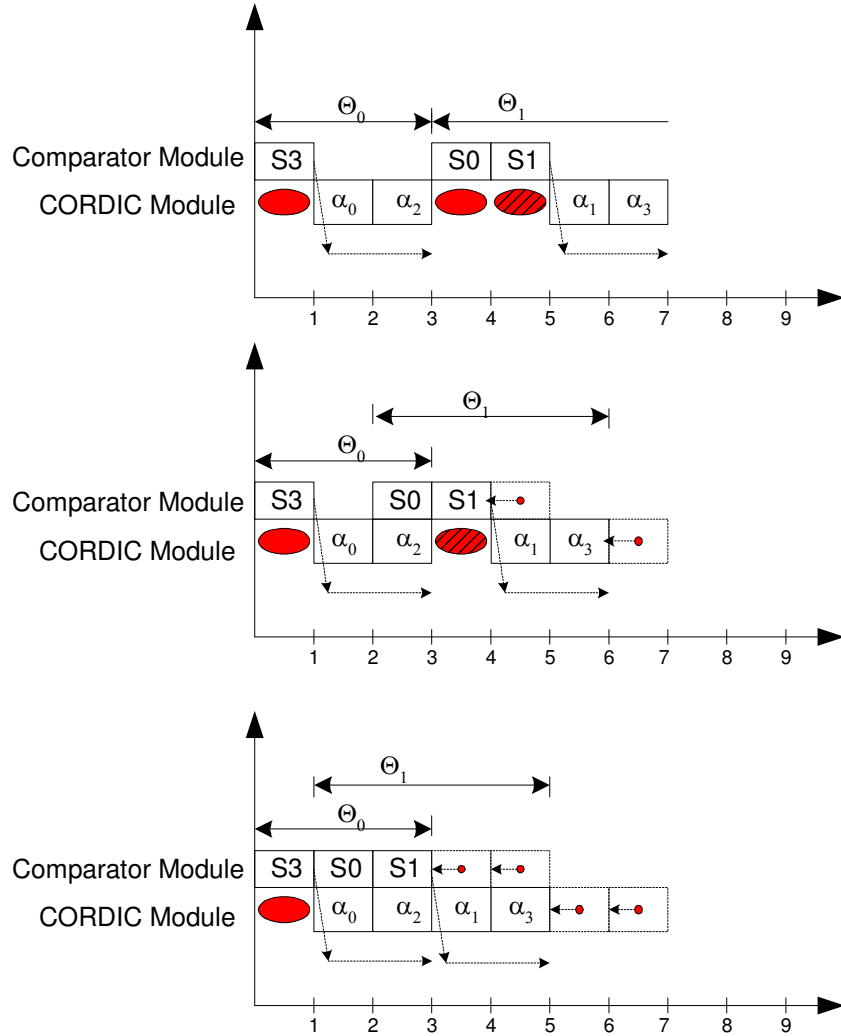 Θ₀ Θ₁
Comparator Module S3 S0 S1
CORDIC Module α₀ α₂ α₁ α₃
1 2 3 4 5 6 7 8 9
Θ₁
Θ₀
Comparator Module S3 S0 S1
CORDIC Module α₀ α₂ α₁ α₃
1 2 3 4 5 6 7 8 9
Θ₁
Θ₀
Comparator Module S3 S0 S1
CORDIC Module α₀ α₂ α₁ α₃
1 2 3 4 5 6 7 8 9